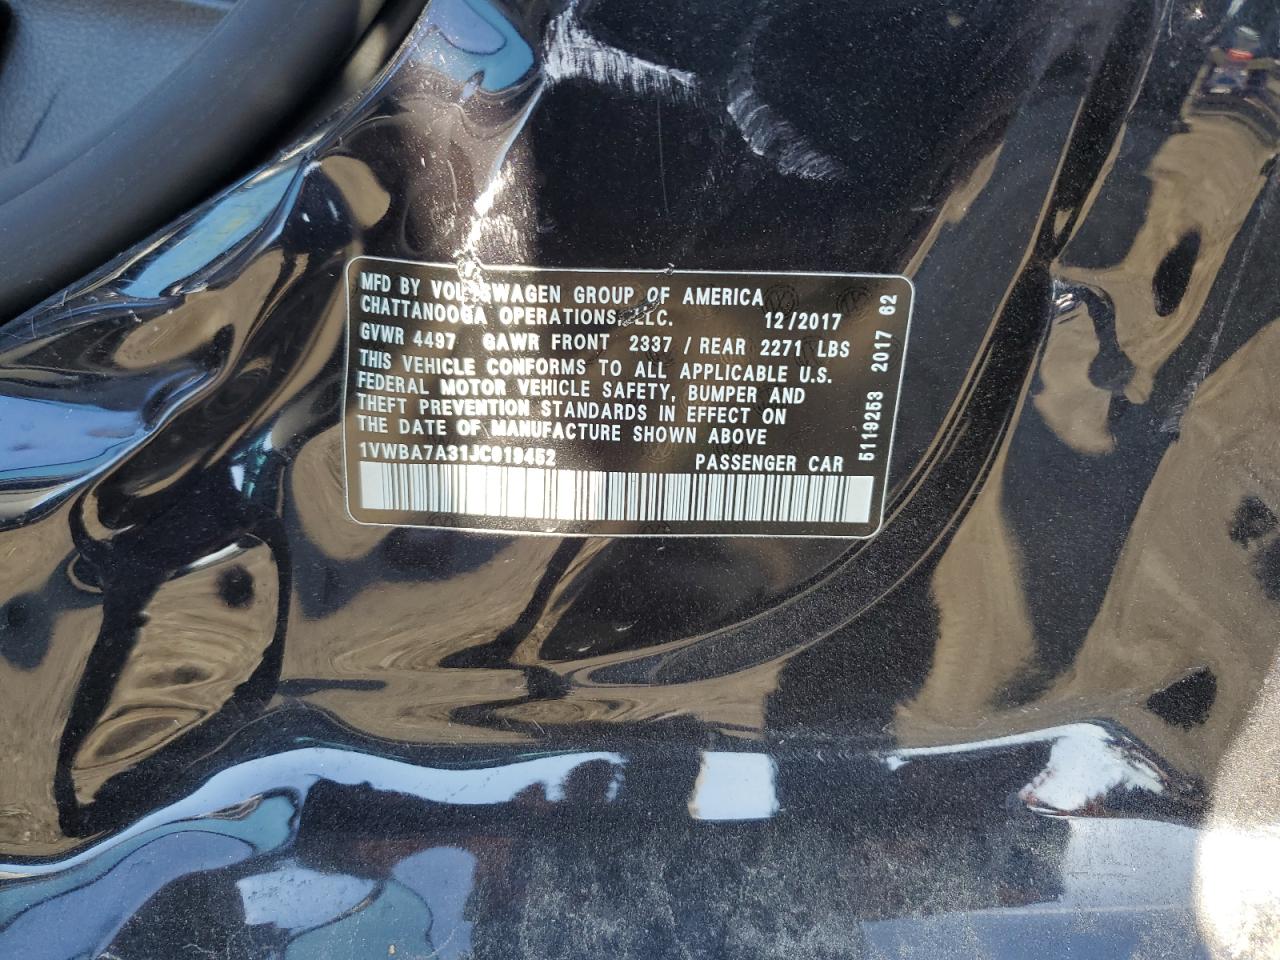 MFD BY VOLKSWAGEN GROUP OF AMERICA
CHATTANOOGA OPERATIONS, LLC. 12/2017
GVWR 4497 GAWR FRONT 2337 / REAR 2271 LBS
THIS VEHICLE CONFORMS TO ALL APPLICABLE U.S.
FEDERAL MOTOR VEHICLE SAFETY, BUMPER AND
THEFT PREVENTION STANDARDS IN EFFECT ON
THE DATE OF MANUFACTURE SHOWN ABOVE
1VWBA7A31JC019452 PASSENGER CAR
5119253 2017 62